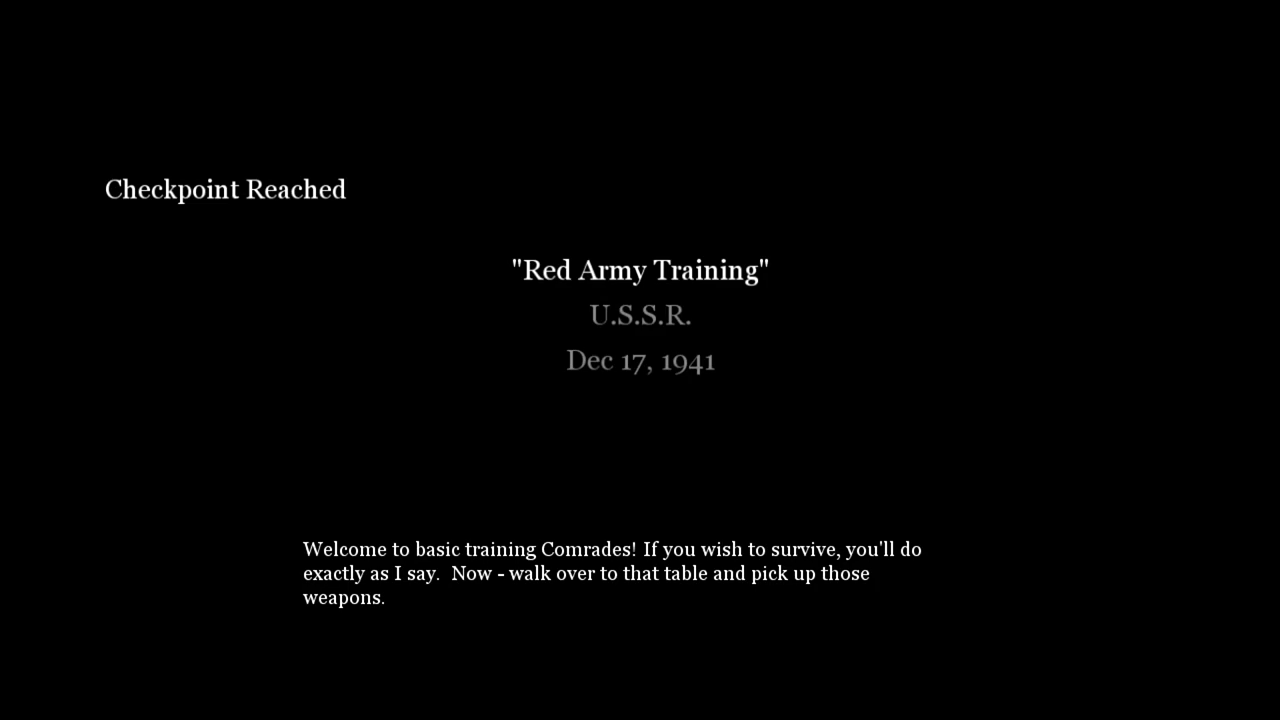 Checkpoint Reached
"Red Army Training"
U.S.S.R.
Dec 17, 1941
Welcome to basic training Comrades! If you wish to survive, you'll do
exactly as I say.  Now - walk over to that table and pick up those
weapons.